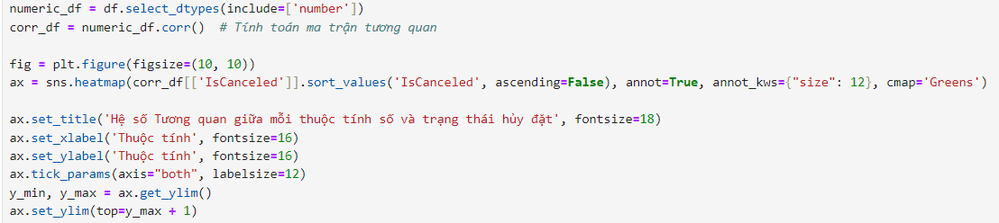 numeric_df = df.select_dtypes(include=['number'])
corr_df = numeric_df.corr()  # Tính toán ma trận tương quan
fig = plt.figure(figsize=(10, 10))
ax = sns.heatmap(corr_df[['IsCanceled']].sort_values('IsCanceled', ascending=False), annot=True, annot_kws={"size": 12}, cmap='Greens')
ax.set_title('Hệ số Tương quan giữa mỗi thuộc tính số và trạng thái hủy đặt', fontsize=18)
ax.set_xlabel('Thuộc tính', fontsize=16)
ax.set_ylabel('Thuộc tính', fontsize=16)
ax.tick_params(axis="both", labelsize=12)
y_min, y_max = ax.get_ylim()
ax.set_ylim(top=y_max + 1)